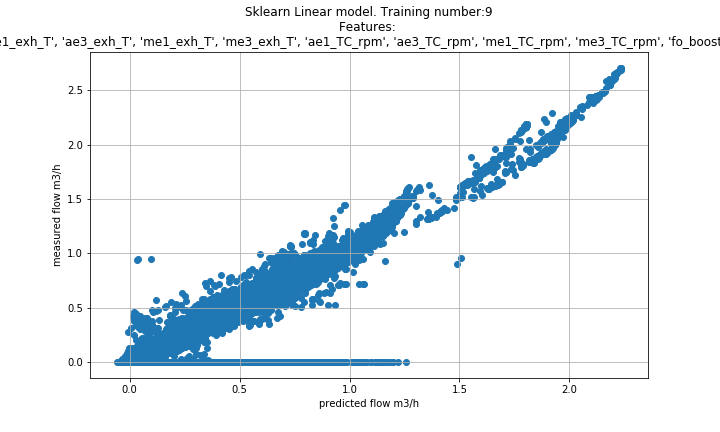 Sklearn Linear model. Training number:9
Features:
e1_exh_T', 'ae3_exh_T', 'me1_exh_T', 'me3_exh_T', 'ae1_TC_rpm', 'ae3_TC_rpm', 'me1_TC_rpm', 'me3_TC_rpm', 'fo_boost
2.5
2.0
1.5
1.0
0.5
0.0
measured flow m3/h
0.0 0.5 1.0 1.5 2.0
predicted flow m3/h